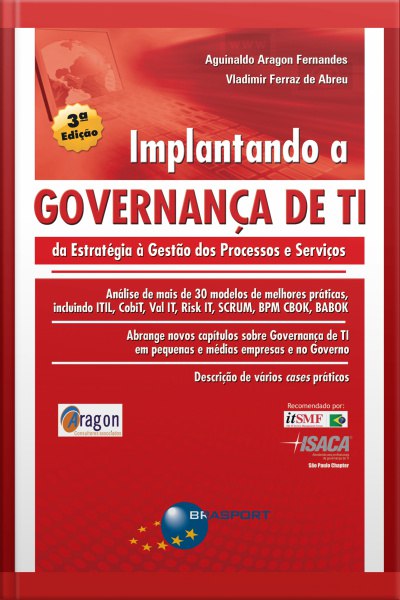 Aguinaldo Aragon Fernandes
Vladimir Ferraz de Abreu
3ª
Edição
Implantando a
GOVERNANÇA DE TI
da Estratégia à Gestão dos Processos e Serviços
Análise de mais de 30 modelos de melhores práticas,
incluindo ITIL, CobiT, Val IT, Risk IT, SCRUM, BPM CBOK, BABOK
Abrange novos capítulos sobre Governança de TI
em pequenas e médias empresas e no Governo
Descrição de vários cases práticos
Aragon
Consultores Associados
Recomendado por:
itSMF
ISACA
São Paulo Chapter
BRASPORT